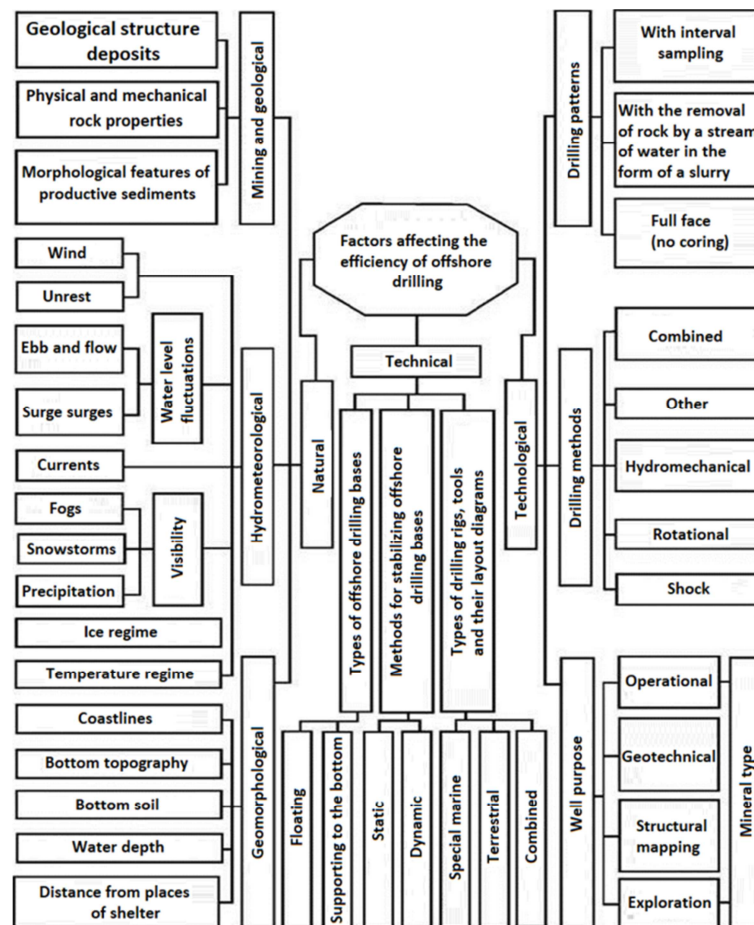 Geological structure
deposits
Physical and mechanical
rock properties
Morphological features of
productive sediments
Mining and geological
Wind
Unrest
Ebb and flow
Surge surges
Water level
fluctuations
Currents
Fogs
Snowstorms
Precipitation
Visibility
Ice regime
Temperature regime
Hydrometeorological
Coastlines
Bottom topography
Bottom soil
Water depth
Distance from places
of shelter
Geomorphological
Natural
Factors affecting the
efficiency of offshore
drilling
Technical
Types of offshore drilling bases
Methods for stabilizing offshore
drilling bases
Types of drilling rigs, tools
and their layout diagrams
Floating
Supporting to the bottom
Static
Dynamic
Special marine
Terrestrial
Combined
Technological
Drilling patterns
With interval
sampling
With the removal
of rock by a stream
of water in the
form of a slurry
Full face
(no coring)
Drilling methods
Combined
Other
Hydromechanical
Rotational
Shock
Well purpose
Operational
Geotechnical
Structural
mapping
Exploration
Mineral type